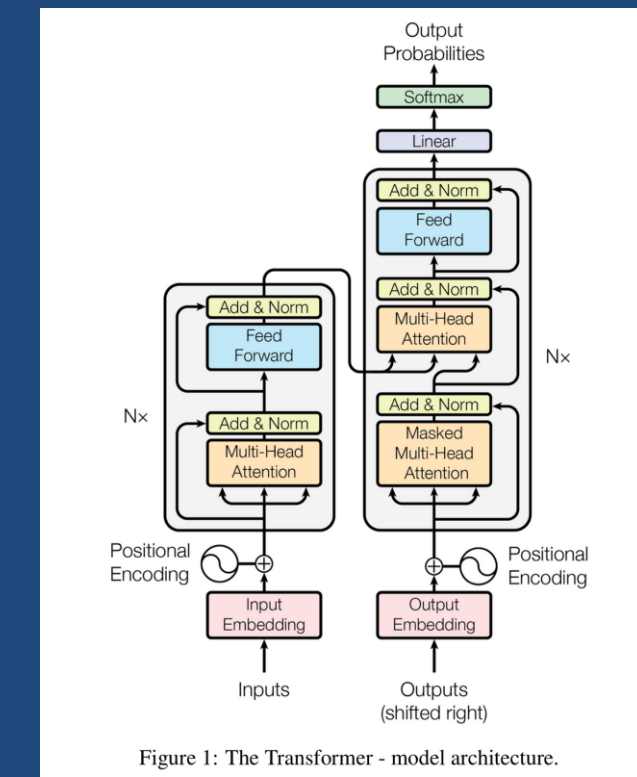 Output
Probabilities
Softmax
Linear
Add & Norm
Feed
Forward
Add & Norm
Multi-Head
Attention
N×
Add & Norm
Masked
Multi-Head
Attention
Positional
Encoding
Output
Embedding
Outputs
(shifted right)
Add & Norm
Feed
Forward
N×
Add & Norm
Multi-Head
Attention
Positional
Encoding
Input
Embedding
Inputs
Figure 1: The Transformer - model architecture.